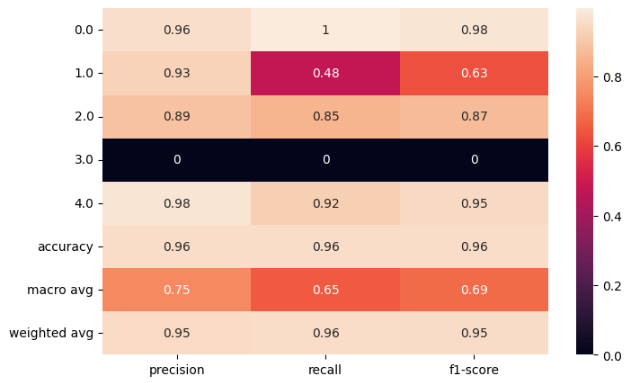 0.0 0.96 1 0.98
1.0 0.93 0.48 0.63 0.8
2.0 0.89 0.85 0.87
3.0 0 0 0 0.6
4.0 0.98 0.92 0.95 0.4
accuracy 0.96 0.96 0.96
macro avg 0.75 0.65 0.69 0.2
weighted avg 0.95 0.96 0.95 0.0
precision recall f1-score